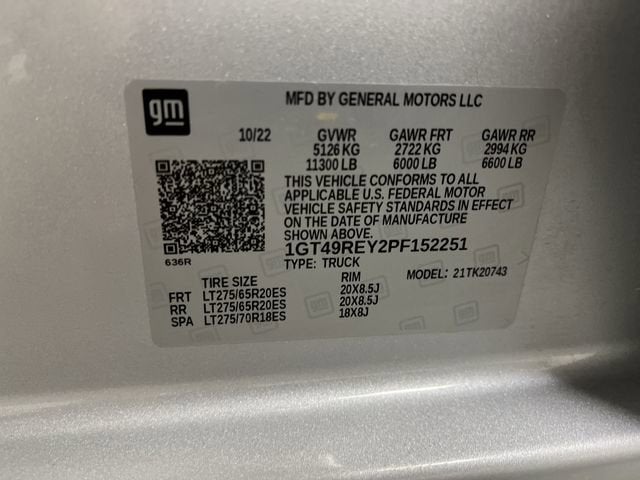 gm
MFD BY GENERAL MOTORS LLC
10/22 GVWR GAWR FRT GAWR RR
5126 KG 2722 KG 2994 KG
11300 LB 6000 LB 6600 LB
THIS VEHICLE CONFORMS TO ALL
APPLICABLE U.S. FEDERAL MOTOR
VEHICLE SAFETY STANDARDS IN EFFECT
ON THE DATE OF MANUFACTURE
SHOWN ABOVE.
636R
1GT49REY2PF152251
TYPE: TRUCK MODEL: 21TK20743
TIRE SIZE RIM
FRT LT275/65R20ES 20X8.5J
RR LT275/65R20ES 20X8.5J
SPA LT275/70R18ES 18X8J